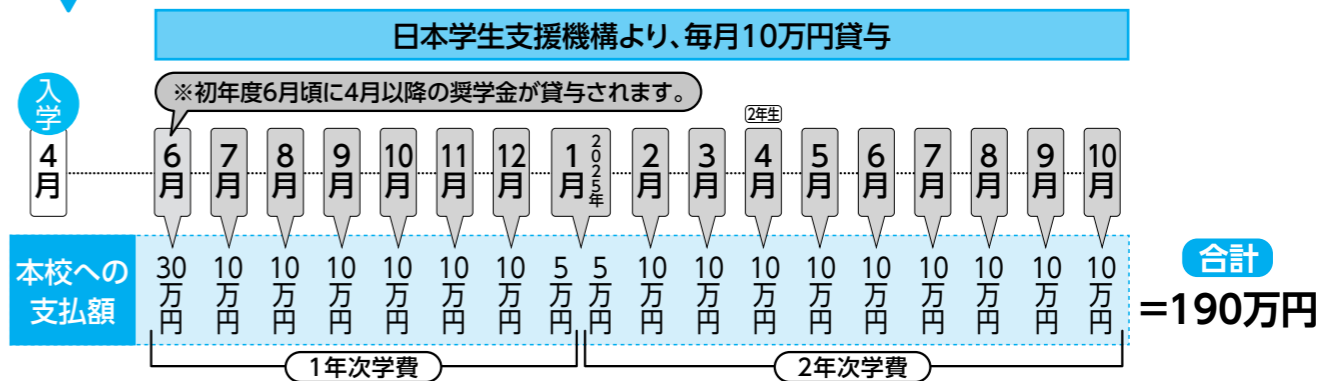 日本学生支援機構より、毎月10万円貸与
入学
※初年度6月頃に4月以降の奨学金が貸与されます。
2年生
4月 6月 7月 8月 9月 10月 11月 12月 1月 2025年 2月 3月 4月 5月 6月 7月 8月 9月 10月
本校への
支払額
30万円 10万円 10万円 10万円 10万円 10万円 10万円 5万円 5万円 10万円 10万円 10万円 10万円 10万円 10万円 10万円 10万円 10万円
合計
=190万円
1年次学費 2年次学費